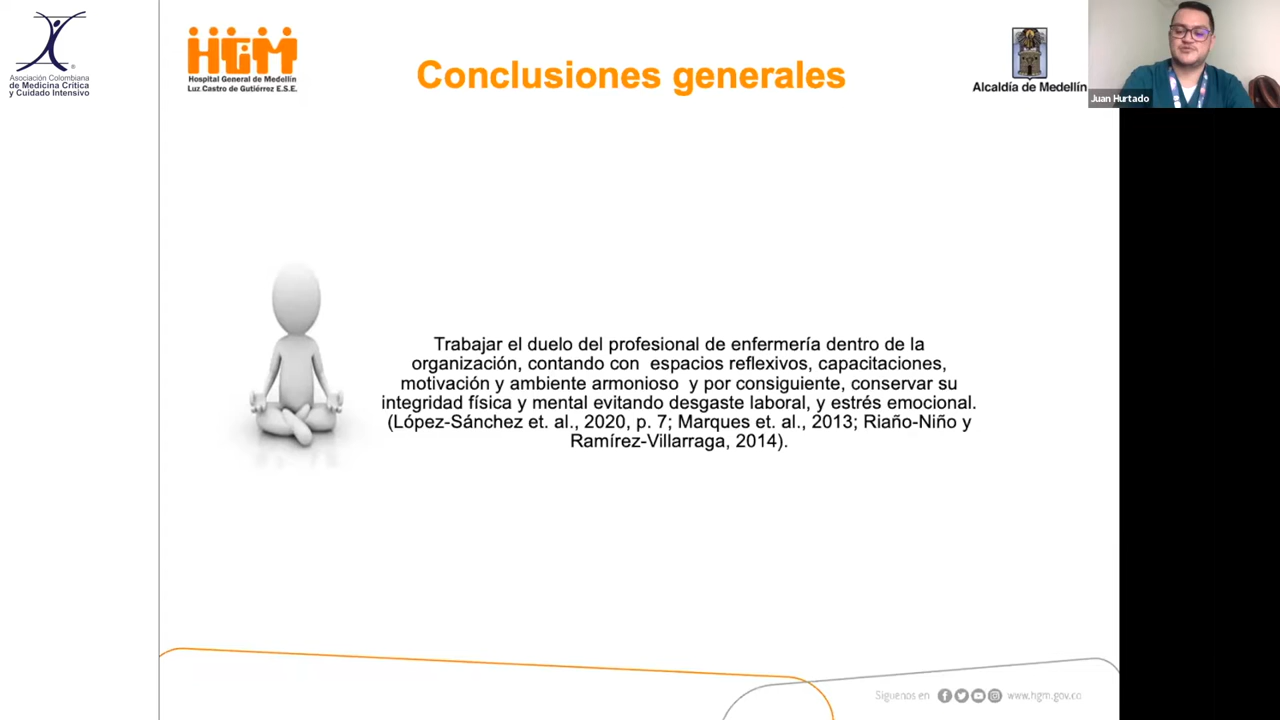 Asociación Colombiana
de Medicina Crítica
y Cuidado Intensivo
HGM
Hospital General de Medellín
Luz Castro de Gutiérrez E.S.E.
Conclusiones generales
Alcaldía de Medellín
Juan Hurtado
Trabajar el duelo del profesional de enfermería dentro de la
organización, contando con espacios reflexivos, capacitaciones,
motivación y ambiente armonioso y por consiguiente, conservar su
integridad física y mental evitando desgaste laboral, y estrés emocional.
(López-Sánchez et. al., 2020, p. 7; Marques et. al., 2013; Riaño-Niño y
Ramírez-Villarraga, 2014).
Síguenos en www.hgm.gov.co